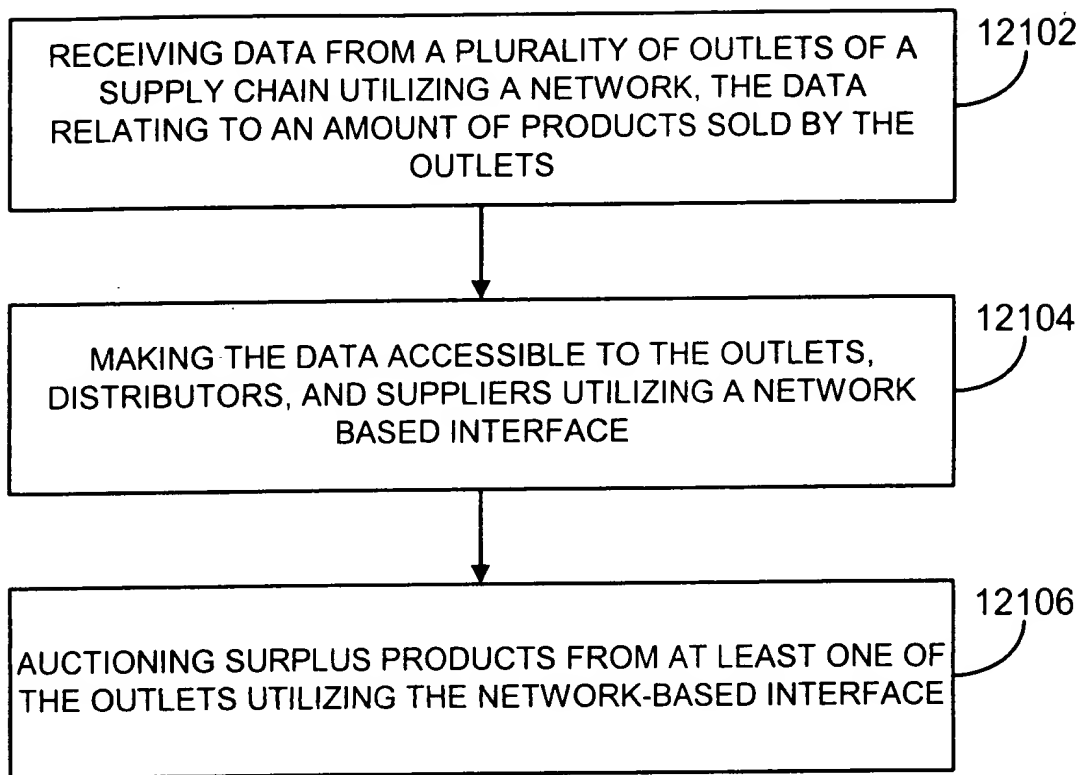 RECEIVING DATA FROM A PLURALITY OF OUTLETS OF A
SUPPLY CHAIN UTILIZING A NETWORK, THE DATA
RELATING TO AN AMOUNT OF PRODUCTS SOLD BY THE
OUTLETS
12102
MAKING THE DATA ACCESSIBLE TO THE OUTLETS,
DISTRIBUTORS, AND SUPPLIERS UTILIZING A NETWORK
BASED INTERFACE
12104
AUCTIONING SURPLUS PRODUCTS FROM AT LEAST ONE OF
THE OUTLETS UTILIZING THE NETWORK-BASED INTERFACE
12106